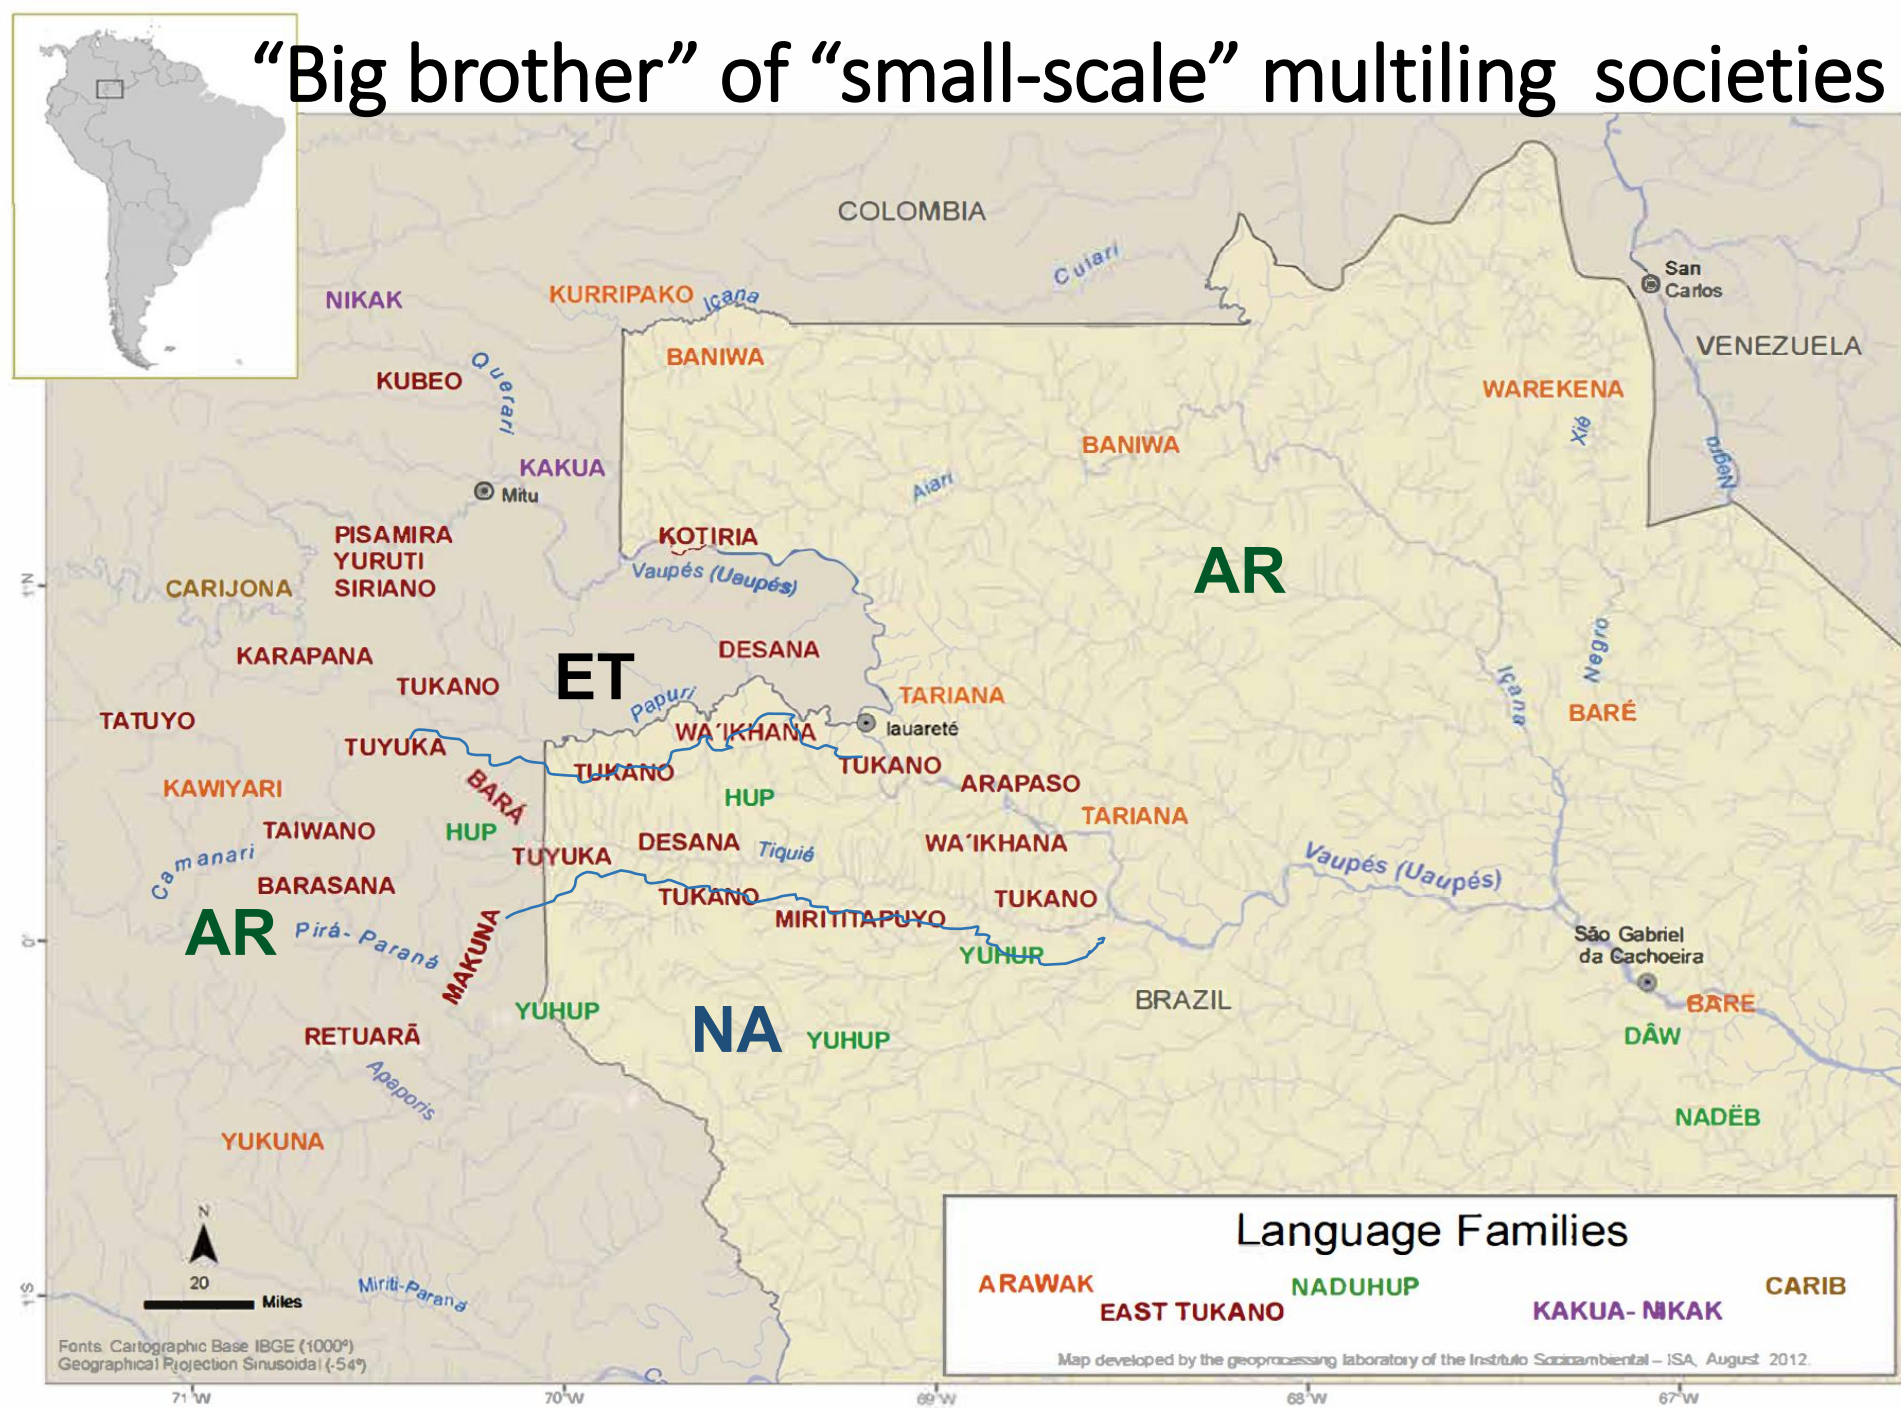 “Big brother” of “small-scale” multiling societies
COLOMBIA
Cuiari
San
Carlos
NIKAK
KURRIPAKO
Içana
VENEZUELA
BANIWA
KUBEO
Querari
WAREKENA
Xié
BANIWA
KAKUA
Negro
Mitu
Aiari
PISAMIRA
YURUTI
SIRIANO
KOTIRIA
Vaupés (Uaupés)
AR
1°N
CARIJONA
KARAPANA
DESANA
Negro
TUKANO
ET
Papuri
TARIANA
Içana
BARÉ
TATUYO
WA´IKHANA
Iauareté
TUYUKA
TUKANO
TUKANO
ARAPASO
KAWIYARI
BARÁ
HUP
TARIANA
TAIWANO
HUP
DESANA
Tiquié
WA´IKHANA
Camanari
TUYUKA
Vaupés (Uaupés)
BARASANA
TUKANO
TUKANO
MIRITITAPUYO
AR
Pirá-Paraná
MAKUNA
YUHUP
São Gabriel
da Cachoeira
0°
YUHUP
NA
YUHUP
BRAZIL
BARE
DÂW
RETUARÃ
Apaporis
NADËB
YUKUNA
N
20
Miles
Miriti-Paraná
1°S
Language Families
ARAWAK
NADUHUP
CARIB
EAST TUKANO
KAKUA- NIKAK
Map developed by the geoprocessing laboratory of the Instituto Socioambiental – ISA, August 2012.
Fonts. Cartographic Base IBGE (1000ª)
Geographical Projection Sinusoidal (-54º)
71°W
70°W
69°W
68°W
67°W